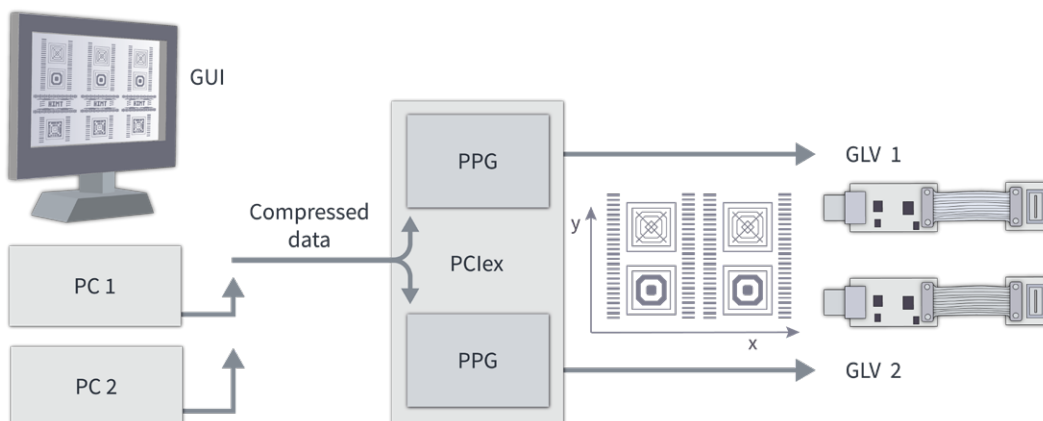 GUI
PC 1
PC 2
Compressed
data
PPG
PCIex
PPG
y
x
GLV 1
GLV 2